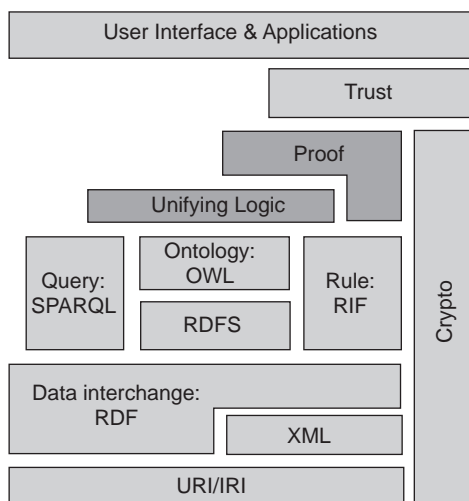 User Interface & Applications
Trust
Proof
Unifying Logic
Query:
SPARQL
Ontology:
OWL
RDFS
Rule:
RIF
Crypto
Data interchange:
RDF
XML
URI/IRI